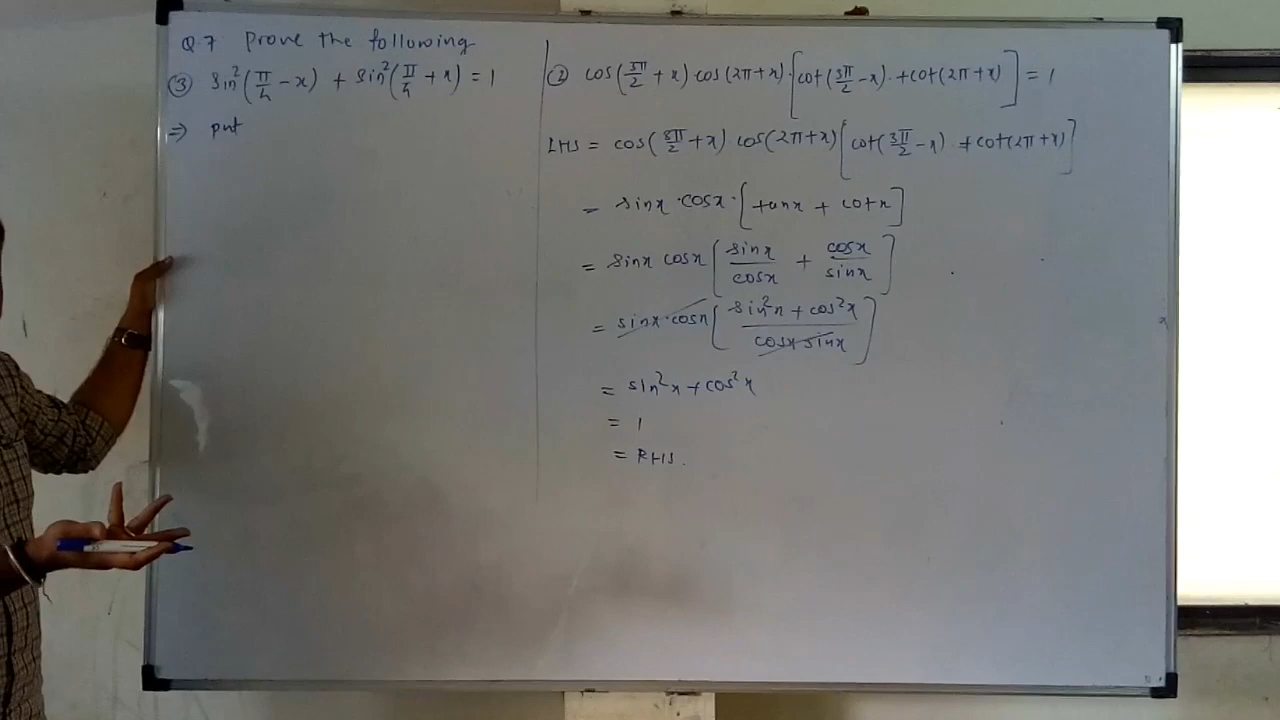 Q.7 Prove the following
③ sin²(π/4 − x) + sin²(π/4 + x) = 1
⇒ put
② cos(3π/2 + x) cos(2π + x)·[cot(3π/2 − x) + cot(2π + x)] = 1
LHS = cos(3π/2 + x) cos(2π + x) [cot(3π/2 − x) + cot(2π + x)]
= sinx · cosx · [tanx + cotx]
= sinx cosx [sinx/cosx + cosx/sinx]
= sinx · cosx [sin²x + cos²x / cosx sinx]
= sin²x + cos²x
= 1
= RHS.